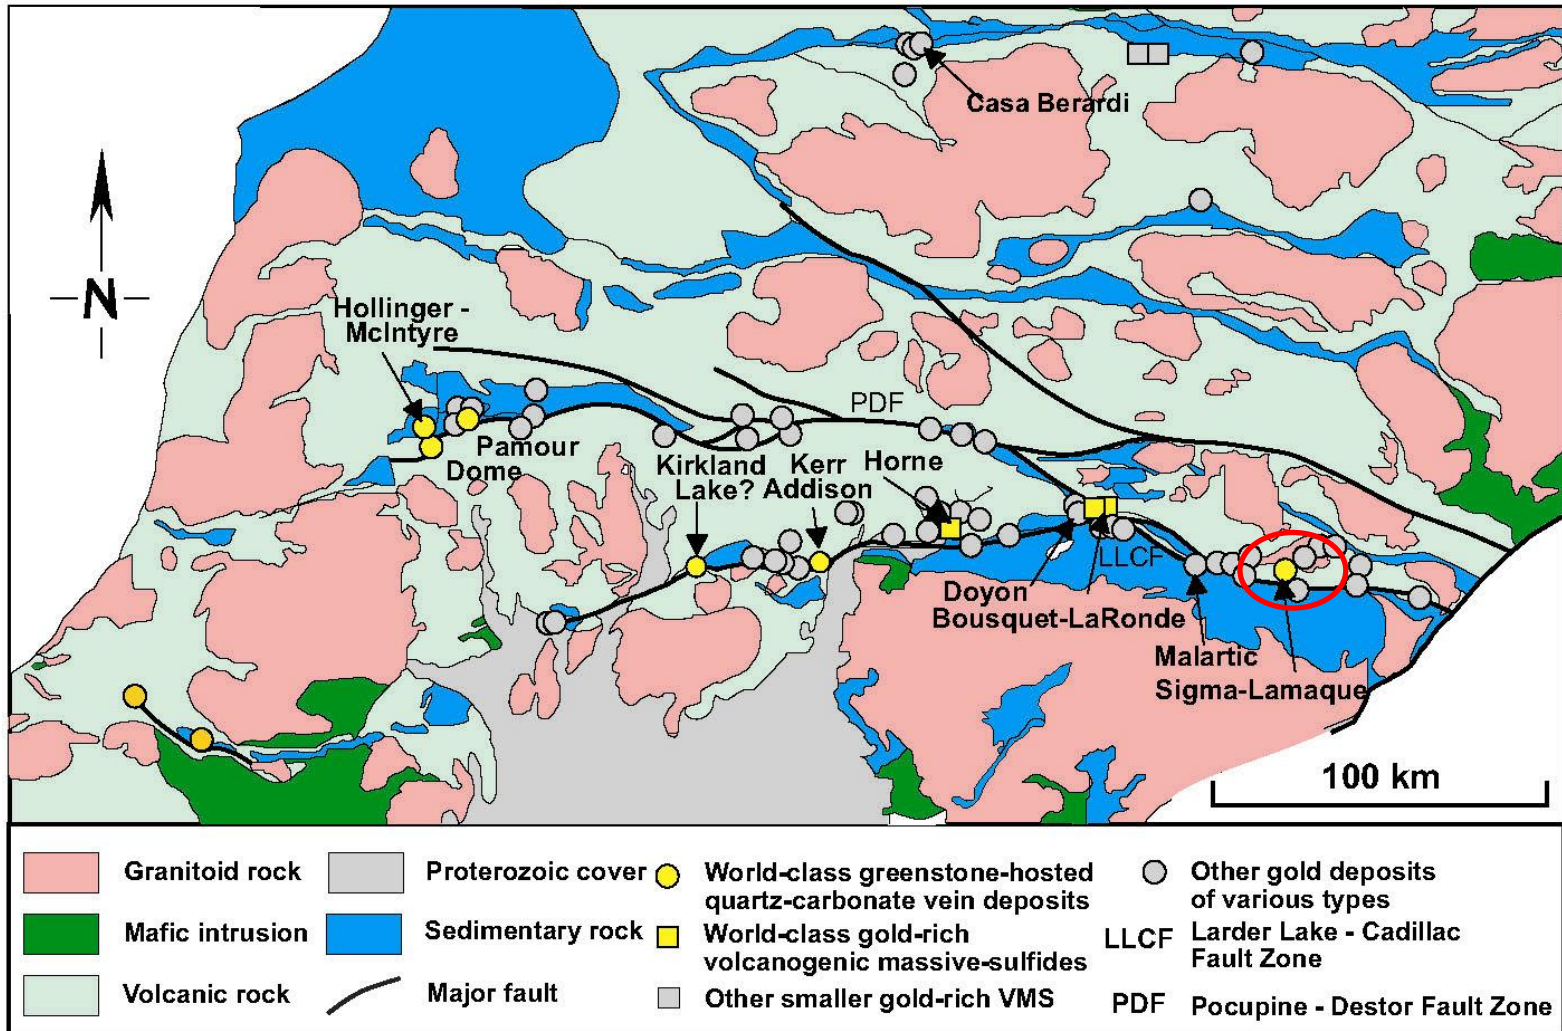 Casa Berardi
N
Hollinger -
McIntyre
PDF
Pamour
Dome
Kirkland
Lake?
Kerr
Addison
Horne
LLCF
Doyon
Bousquet-LaRonde
Malartic
Sigma-Lamaque
100 km
Granitoid rock
Mafic intrusion
Volcanic rock
Proterozoic cover
Sedimentary rock
Major fault
World-class greenstone-hosted
quartz-carbonate vein deposits
World-class gold-rich
volcanogenic massive-sulfides
Other smaller gold-rich VMS
Other gold deposits
of various types
LLCF Larder Lake - Cadillac
Fault Zone
PDF Pocupine - Destor Fault Zone